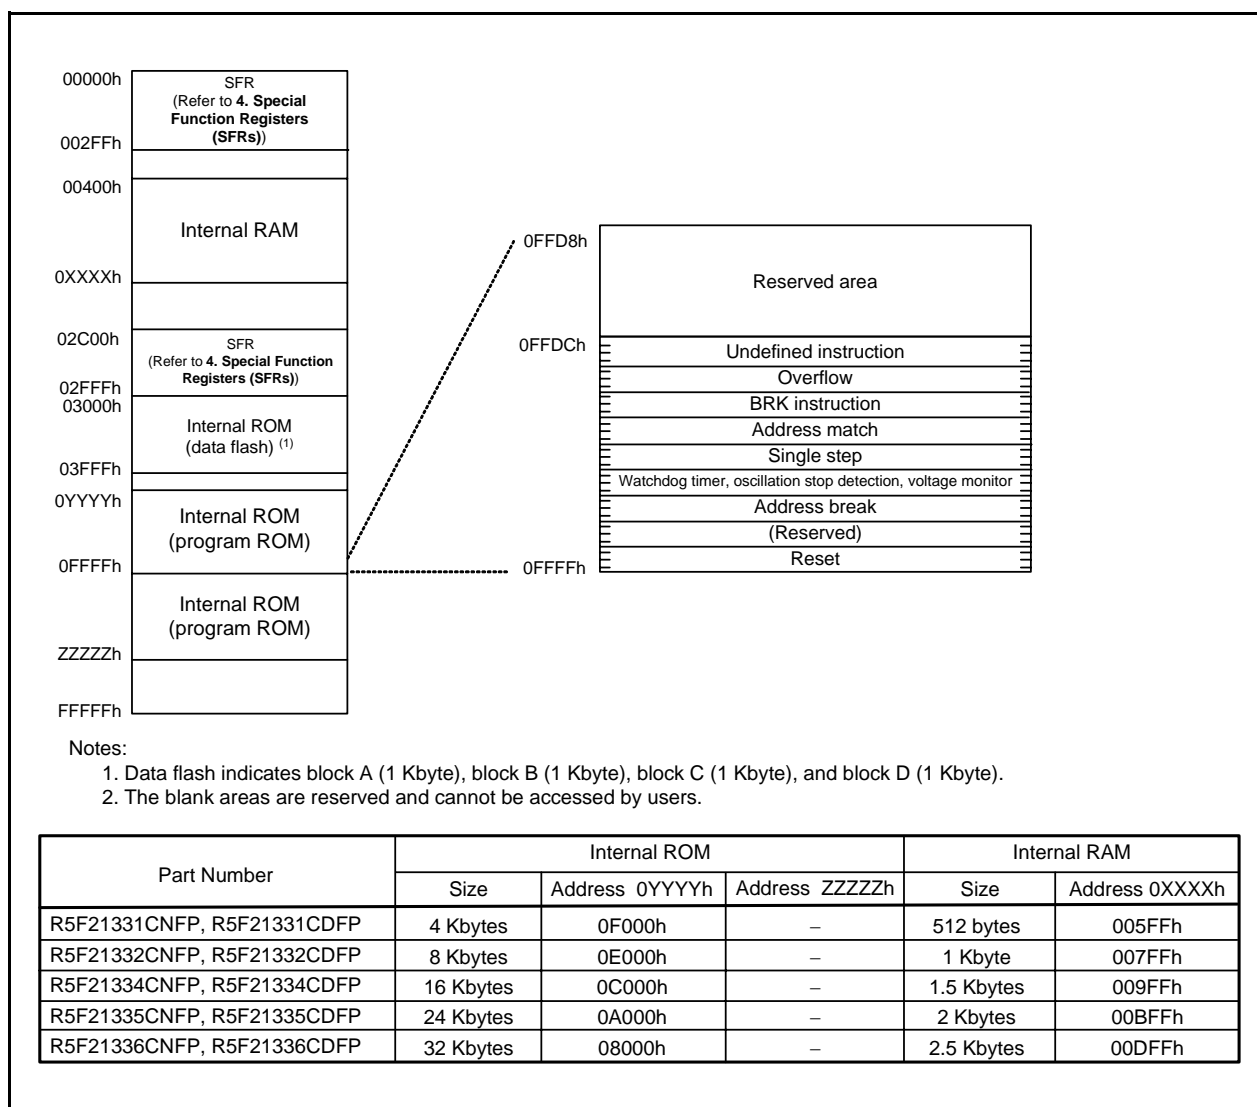 00000h
SFR
(Refer to 4. Special
Function Registers
(SFRs))
002FFh
00400h
Internal RAM
0XXXXh
02C00h
SFR
(Refer to 4. Special Function
Registers (SFRs))
02FFFh
03000h
Internal ROM
(data flash) (1)
03FFFh
0YYYYh
Internal ROM
(program ROM)
0FFFFh
Internal ROM
(program ROM)
ZZZZZh
FFFFFh
0FFD8h
Reserved area
0FFDCh
Undefined instruction
Overflow
BRK instruction
Address match
Single step
Watchdog timer, oscillation stop detection, voltage monitor
Address break
(Reserved)
0FFFFh
Reset
Notes:
1. Data flash indicates block A (1 Kbyte), block B (1 Kbyte), block C (1 Kbyte), and block D (1 Kbyte).
2. The blank areas are reserved and cannot be accessed by users.
Part Number Internal ROM Internal RAM
Size Address 0YYYYh Address ZZZZZh Size Address 0XXXXh
R5F21331CNFP, R5F21331CDFP 4 Kbytes 0F000h – 512 bytes 005FFh
R5F21332CNFP, R5F21332CDFP 8 Kbytes 0E000h – 1 Kbyte 007FFh
R5F21334CNFP, R5F21334CDFP 16 Kbytes 0C000h – 1.5 Kbytes 009FFh
R5F21335CNFP, R5F21335CDFP 24 Kbytes 0A000h – 2 Kbytes 00BFFh
R5F21336CNFP, R5F21336CDFP 32 Kbytes 08000h – 2.5 Kbytes 00DFFh